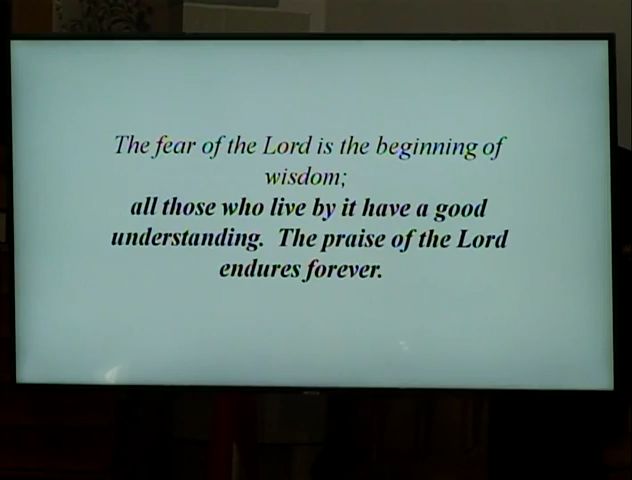 The fear of the Lord is the beginning of
wisdom;
all those who live by it have a good
understanding. The praise of the Lord
endures forever.